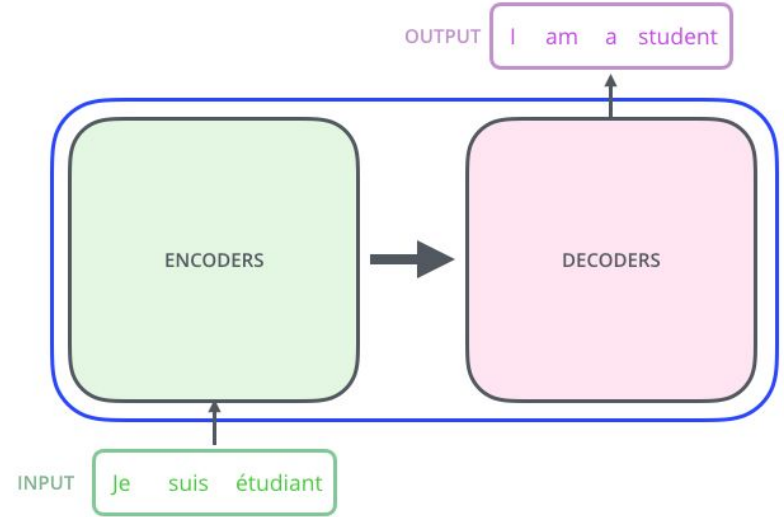 OUTPUT I am a student
ENCODERS DECODERS
INPUT Je suis étudiant